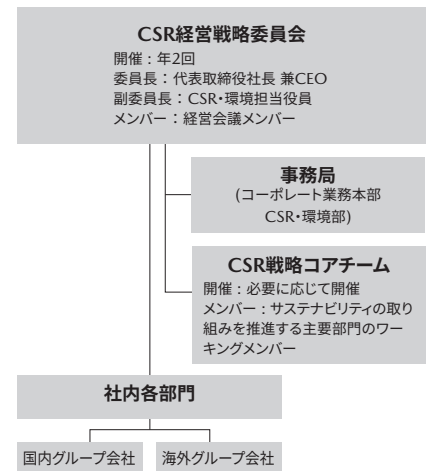 CSR経営戦略委員会
開催：年2回
委員長：代表取締役社長 兼CEO
副委員長：CSR・環境担当役員
メンバー：経営会議メンバー
事務局
(コーポレート業務本部
CSR・環境部)
CSR戦略コアチーム
開催：必要に応じて開催
メンバー：サステナビリティの取り
組みを推進する主要部門のワー
キングメンバー
社内各部門
国内グループ会社
海外グループ会社